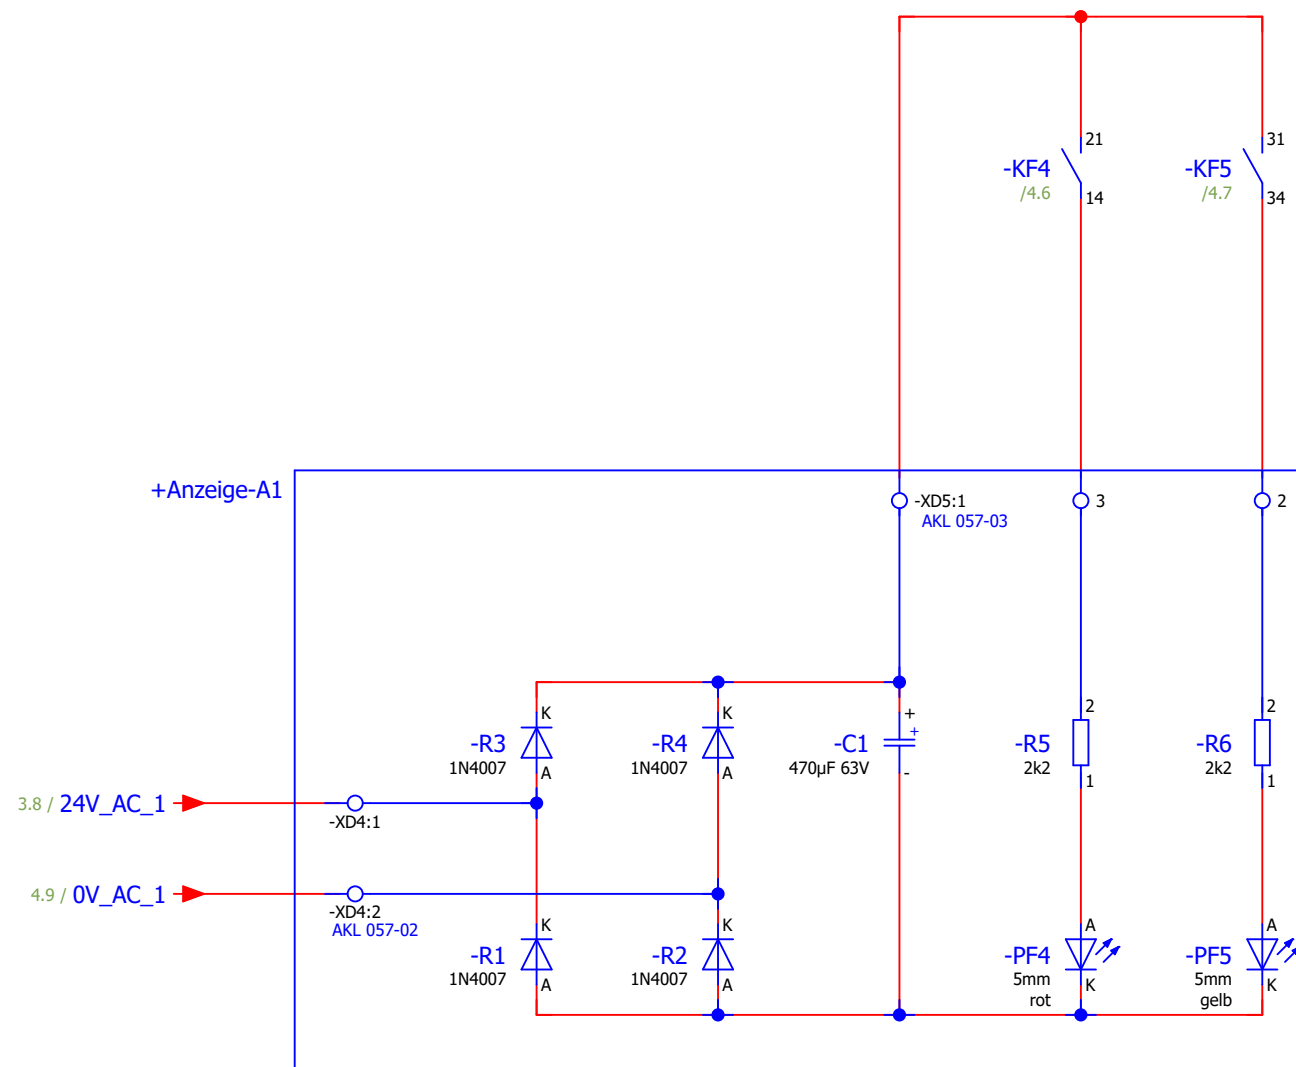 21
31
-KF4
-KF5
/4.6
/4.7
14
34
+Anzeige-A1
-XD5:1
3
2
AKL 057-03
K
K
+
2
2
-R3
-R4
-C1
+
-R5
-R6
1N4007
1N4007
470µF 63V
2k2
2k2
A
A
-
1
1
3.8 / 24V_AC_1
-XD4:1
4.9 / 0V_AC_1
-XD4:2
AKL 057-02
K
K
A
A
-R1
-R2
-PF4
-PF5
1N4007
1N4007
5mm
5mm
A
A
K
K
rot
gelb